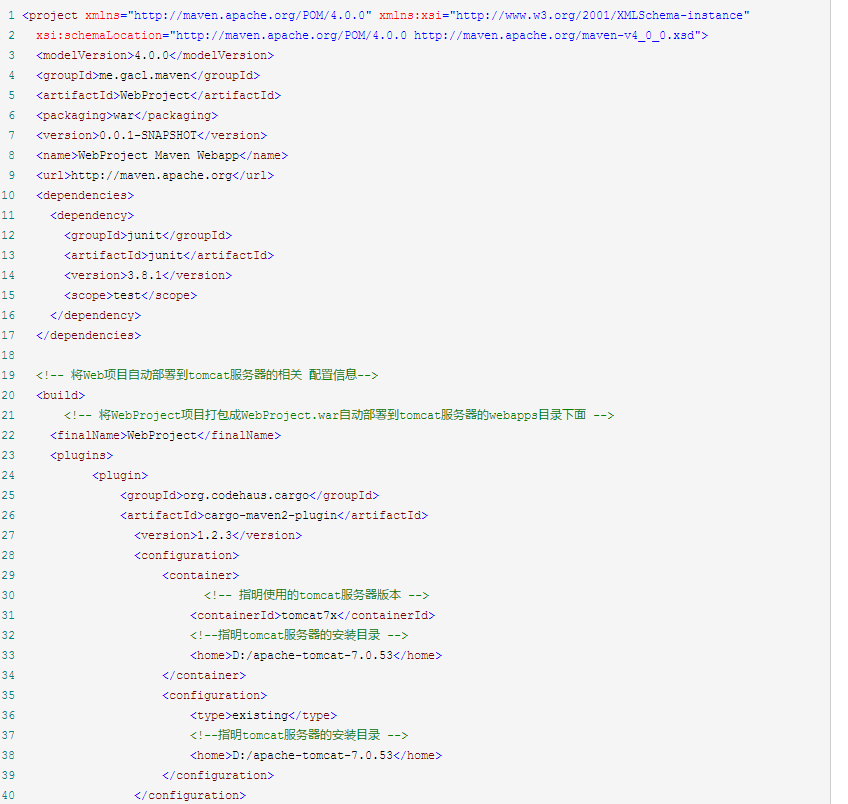 1 <project xmlns="http://maven.apache.org/POM/4.0.0" xmlns:xsi="http://www.w3.org/2001/XMLSchema-instance"
2   xsi:schemaLocation="http://maven.apache.org/POM/4.0.0 http://maven.apache.org/maven-v4_0_0.xsd">
3   <modelVersion>4.0.0</modelVersion>
4   <groupId>me.gacl.maven</groupId>
5   <artifactId>WebProject</artifactId>
6   <packaging>war</packaging>
7   <version>0.0.1-SNAPSHOT</version>
8   <name>WebProject Maven Webapp</name>
9   <url>http://maven.apache.org</url>
10   <dependencies>
11     <dependency>
12       <groupId>junit</groupId>
13       <artifactId>junit</artifactId>
14       <version>3.8.1</version>
15       <scope>test</scope>
16     </dependency>
17   </dependencies>
18
19   <!-- 将Web项目自动部署到tomcat服务器的相关 配置信息-->
20   <build>
21       <!-- 将WebProject项目打包成WebProject.war自动部署到tomcat服务器的webapps目录下面 -->
22     <finalName>WebProject</finalName>
23     <plugins>
24           <plugin>
25               <groupId>org.codehaus.cargo</groupId>
26               <artifactId>cargo-maven2-plugin</artifactId>
27                 <version>1.2.3</version>
28                 <configuration>
29                     <container>
30                           <!-- 指明使用的tomcat服务器版本 -->
31                         <containerId>tomcat7x</containerId>
32                         <!--指明tomcat服务器的安装目录 -->
33                         <home>D:/apache-tomcat-7.0.53</home>
34                     </container>
35                     <configuration>
36                         <type>existing</type>
37                         <!--指明tomcat服务器的安装目录 -->
38                         <home>D:/apache-tomcat-7.0.53</home>
39                     </configuration>
40                 </configuration>